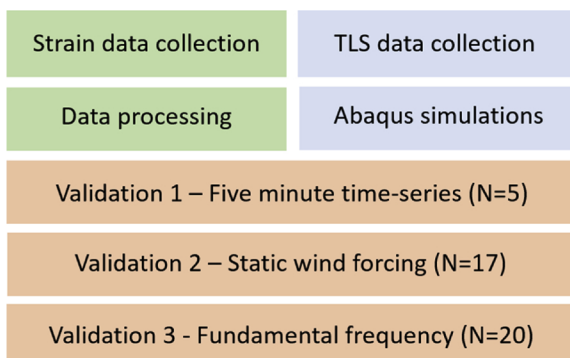 Strain data collection
TLS data collection
Data processing
Abaqus simulations
Validation 1 – Five minute time-series (N=5)
Validation 2 – Static wind forcing (N=17)
Validation 3 - Fundamental frequency (N=20)